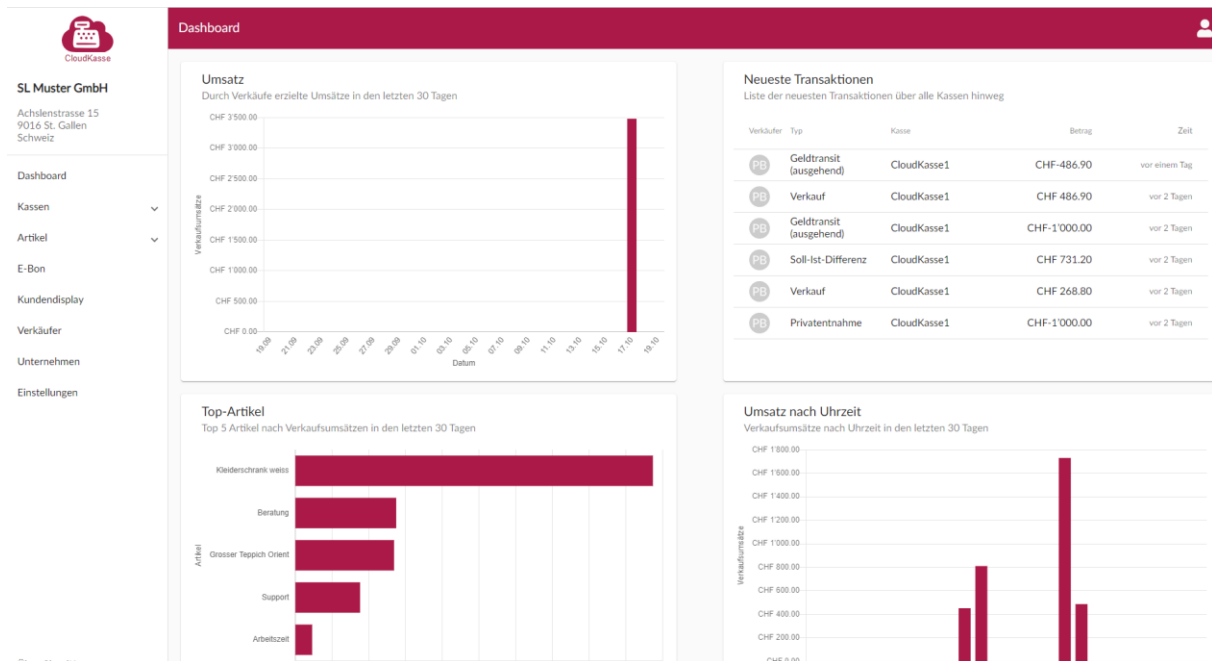 CloudKasse
SL Muster GmbH
Achslenstrasse 15
9016 St. Gallen
Schweiz
Dashboard
Kassen
Artikel
E-Bon
Kundendisplay
Verkäufer
Unternehmen
Einstellungen
Dashboard
Umsatz
Durch Verkäufe erzielte Umsätze in den letzten 30 Tagen
CHF 3'500.00
CHF 3'000.00
CHF 2'500.00
CHF 2'000.00
CHF 1'500.00
CHF 1'000.00
CHF 500.00
CHF 0.00
Verkaufsumsätze
19.09 21.09 23.09 25.09 27.09 29.09 01.10 03.10 05.10 07.10 09.10 11.10 13.10 15.10 17.10 19.10
Datum
Neueste Transaktionen
Liste der neuesten Transaktionen über alle Kassen hinweg
Verkäufer Typ Kasse Betrag Zeit
PB Geldtransit (ausgehend) CloudKasse1 CHF-486.90 vor einem Tag
PB Verkauf CloudKasse1 CHF 486.90 vor 2 Tagen
PB Geldtransit (ausgehend) CloudKasse1 CHF-1'000.00 vor 2 Tagen
PB Soll-Ist-Differenz CloudKasse1 CHF 731.20 vor 2 Tagen
PB Verkauf CloudKasse1 CHF 268.80 vor 2 Tagen
PB Privatentnahme CloudKasse1 CHF-1'000.00 vor 2 Tagen
Top-Artikel
Top 5 Artikel nach Verkaufsumsätzen in den letzten 30 Tagen
Kleiderschrank weiss
Beratung
Grosser Teppich Orient
Support
Arbeitszeit
Artikel
Umsatz nach Uhrzeit
Verkaufsumsätze nach Uhrzeit in den letzten 30 Tagen
CHF 1'800.00
CHF 1'600.00
CHF 1'400.00
CHF 1'200.00
CHF 1'000.00
CHF 800.00
CHF 600.00
CHF 400.00
CHF 200.00
CHF 0.00
Verkaufsumsätze